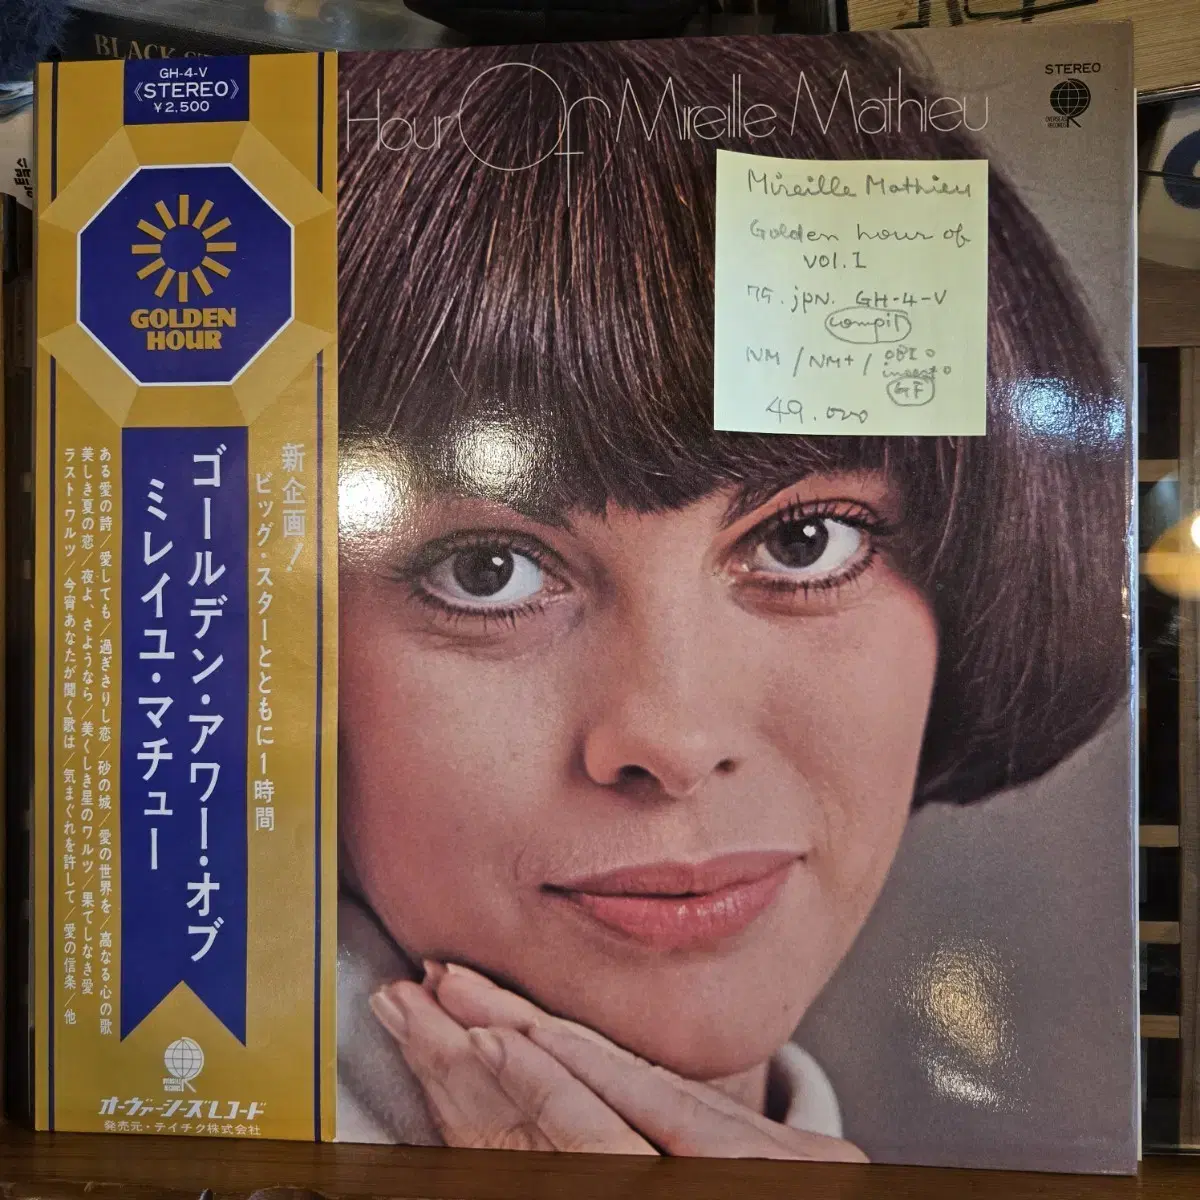 BLACK
GH-4-V
《STEREO》
¥2,500
GOLDEN
HOUR
新企画!
ビッグ・スターとともに1時間
ゴールデン・アワー・オブ
ミレイユ・マチュー
ある愛の詩/愛しても/過ぎさりし恋/砂の城/愛の世界を/高なる心の歌
美しき夏の恋/夜よ、さようなら/美くしき星のワルツ/果てしなき愛
ラスト・ワルツ/今宵あなたが聞く歌は/気まぐれを許して/愛の信条/他
OVERSEAS
RECORDS
オーヴァーシーズレコード
発売元・テイチク株式会社
Hour Of Mireille Mathieu
STEREO
OVERSEAS
RECORDS
Mireille Mathieu
Golden hour of
vol.I
75. jpN. GH-4-V
compil
NM / NM+ / OBI o
insert o
GF
49.000